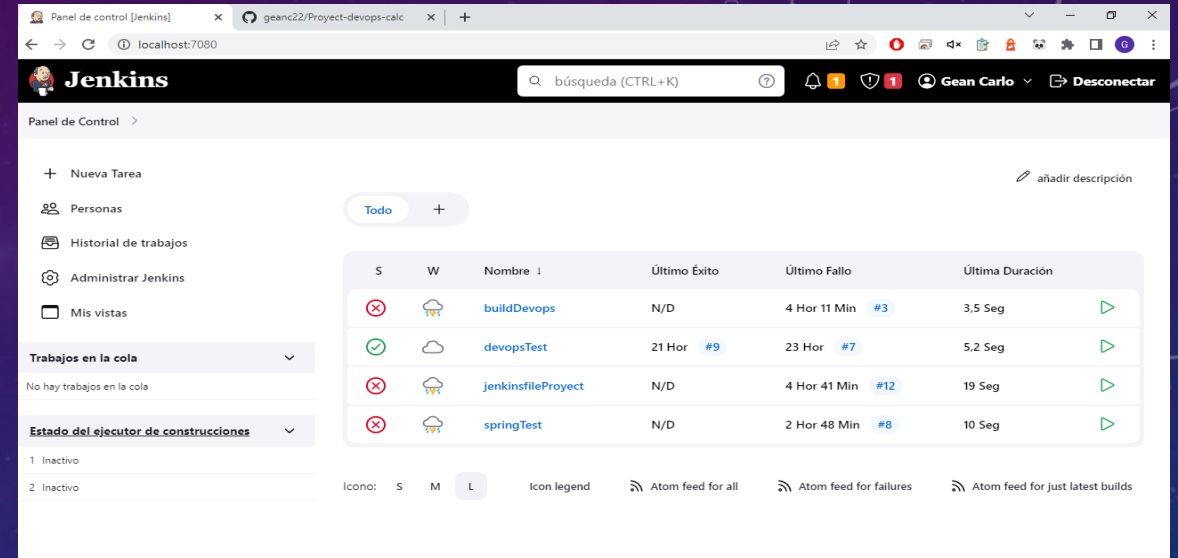 Panel de control [Jenkins]
geanc22/Proyect-devops-calc
localhost:7080
G
Jenkins
búsqueda (CTRL+K)
1
1
Gean Carlo
Desconectar
Panel de Control
Nueva Tarea
Personas
Historial de trabajos
Administrar Jenkins
Mis vistas
Trabajos en la cola
No hay trabajos en la cola
Estado del ejecutor de construcciones
1 Inactivo
2 Inactivo
añadir descripción
Todo +
S W Nombre ↓ Último Éxito Último Fallo Última Duración
buildDevops N/D 4 Hor 11 Min #3 3,5 Seg
devopsTest 21 Hor #9 23 Hor #7 5,2 Seg
jenkinsfileProyect N/D 4 Hor 41 Min #12 19 Seg
springTest N/D 2 Hor 48 Min #8 10 Seg
Icono: S M L Icon legend Atom feed for all Atom feed for failures Atom feed for just latest builds